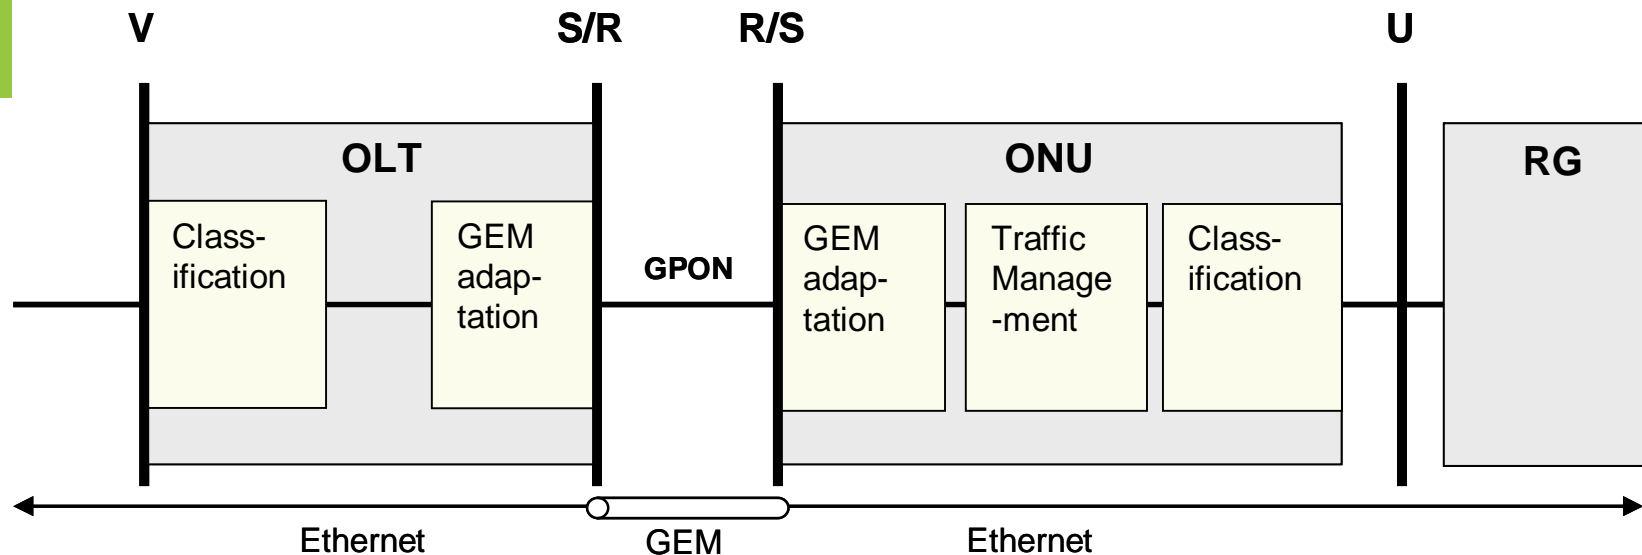 V
S/R
R/S
U
OLT
Class-
ification
GEM
adap-
tation
GPON
ONU
GEM
adap-
tation
Traffic
Manage
-ment
Class-
ification
RG
Ethernet
GEM
Ethernet